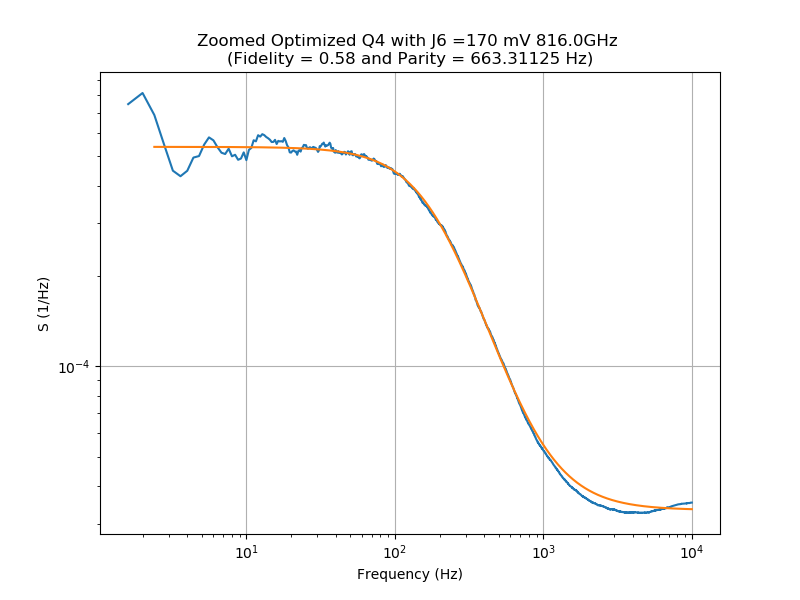 Zoomed Optimized Q4 with J6 =170 mV 816.0GHz
(Fidelity = 0.58 and Parity = 663.31125 Hz)
S (1/Hz)
10⁻⁴
10¹ 10² 10³ 10⁴
Frequency (Hz)